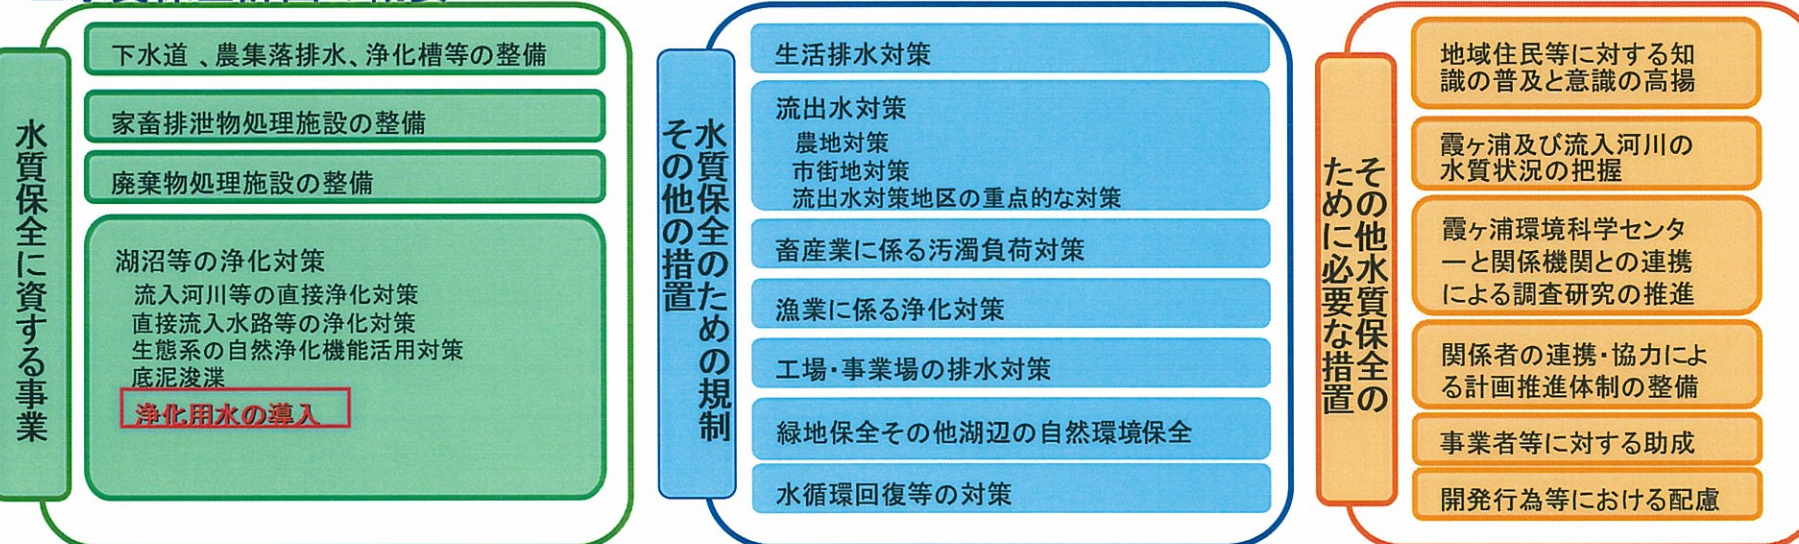 水質保全に資する事業
下水道 、農集落排水、浄化槽等の整備
家畜排泄物処理施設の整備
廃棄物処理施設の整備
湖沼等の浄化対策
流入河川等の直接浄化対策
直接流入水路等の浄化対策
生態系の自然浄化機能活用対策
底泥浚渫
浄化用水の導入
水質保全のための規制
その他の措置
生活排水対策
流出水対策
農地対策
市街地対策
流出水対策地区の重点的な対策
畜産業に係る汚濁負荷対策
漁業に係る浄化対策
工場・事業場の排水対策
緑地保全その他湖辺の自然環境保全
水循環回復等の対策
その他水質保全の
ために必要な措置
地域住民等に対する知
識の普及と意識の高揚
霞ヶ浦及び流入河川の
水質状況の把握
霞ヶ浦環境科学センタ
ーと関係機関との連携
による調査研究の推進
関係者の連携・協力によ
る計画推進体制の整備
事業者等に対する助成
開発行為等における配慮